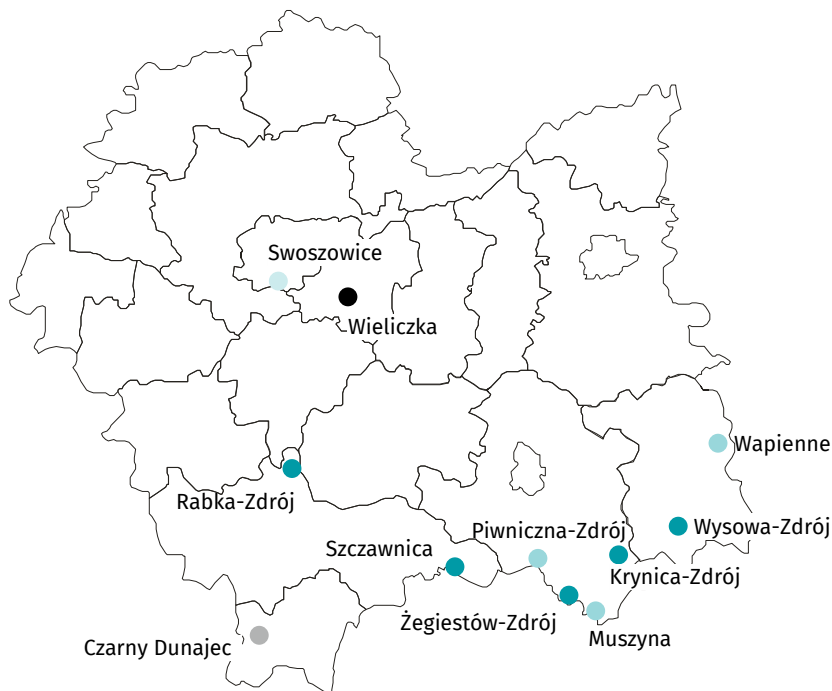 Swoszowice
Wieliczka
Wapienne
Rabka-Zdrój
Piwniczna-Zdrój
Wysowa-Zdrój
Szczawnica
Krynica-Zdrój
Żegiestów-Zdrój
Muszyna
Czarny Dunajec